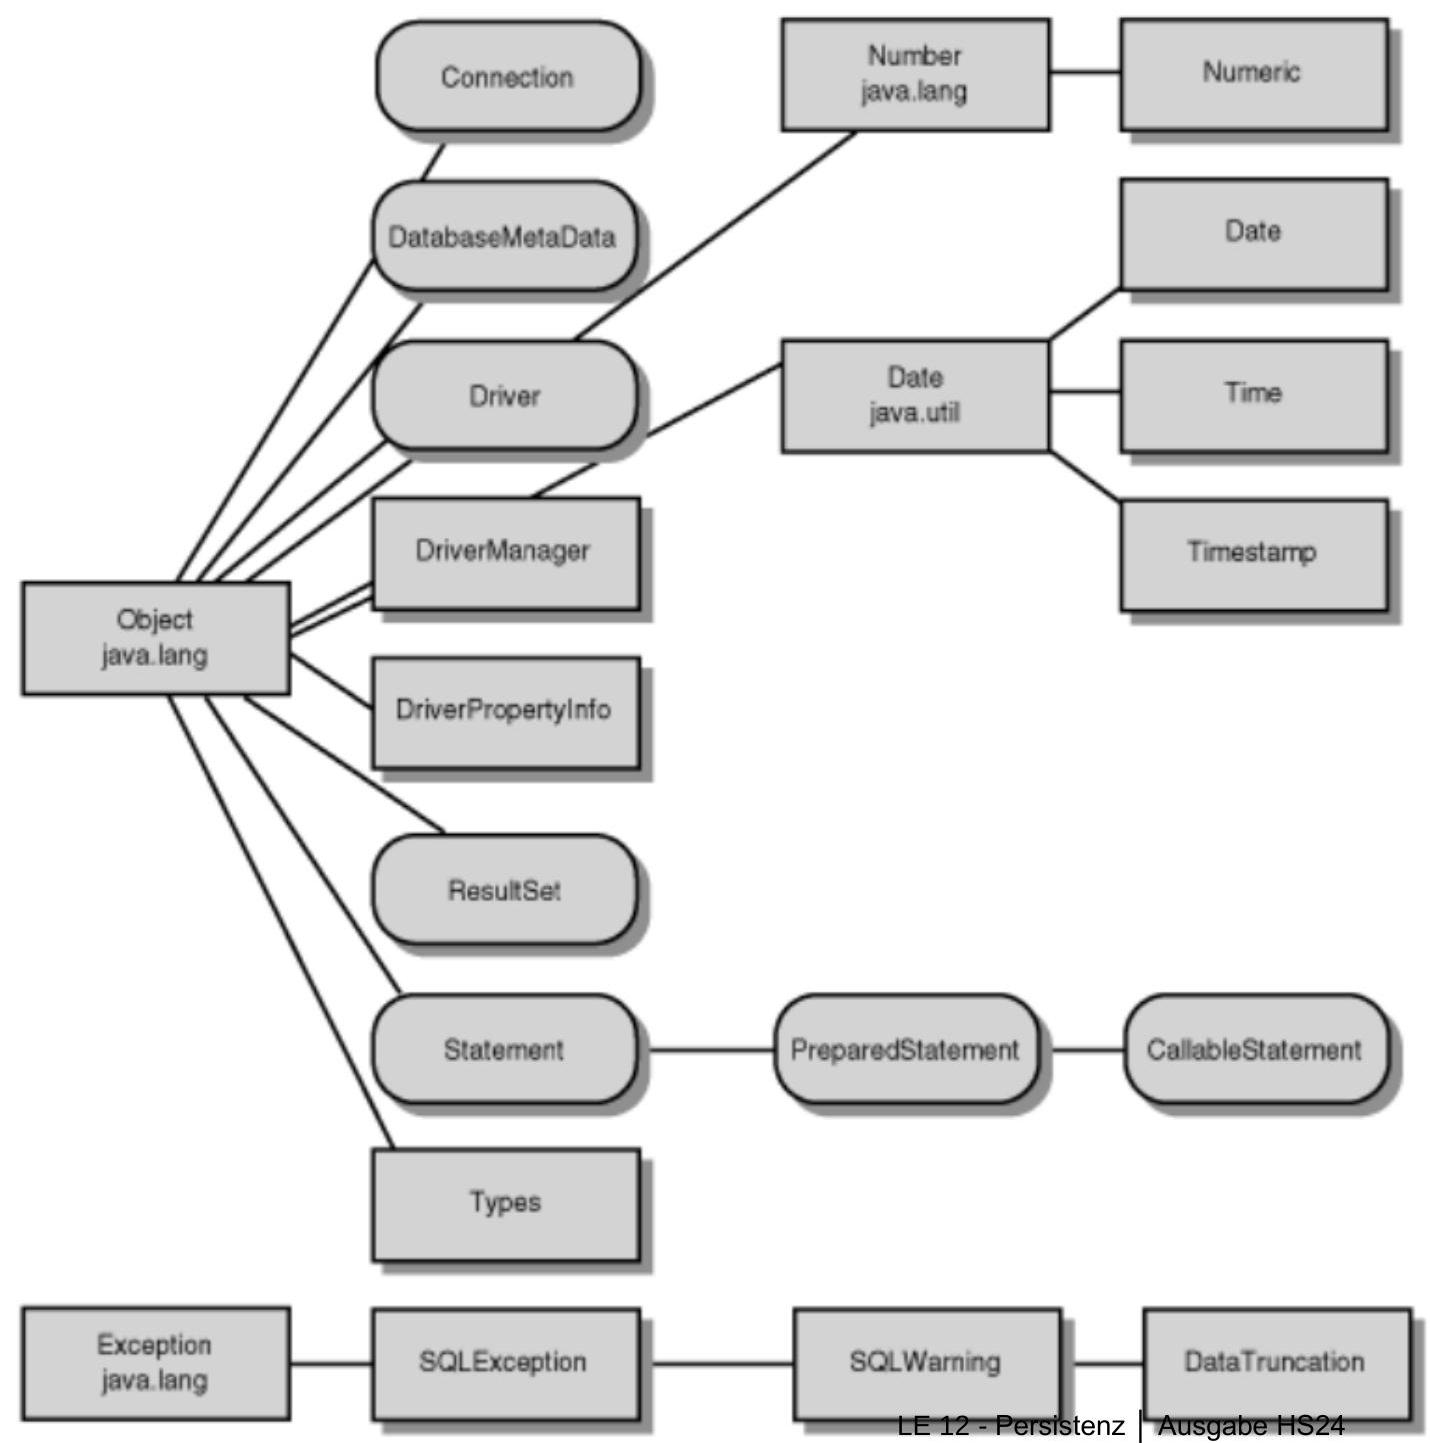 Connection
Number
java.lang
Numeric
DatabaseMetaData
Date
Driver
Date
java.util
Time
DriverManager
Timestamp
Object
java.lang
DriverPropertyInfo
ResultSet
Statement
PreparedStatement
CallableStatement
Types
Exception
java.lang
SQLException
SQLWarning
DataTruncation
LE 12 - Persistenz | Ausgabe HS24